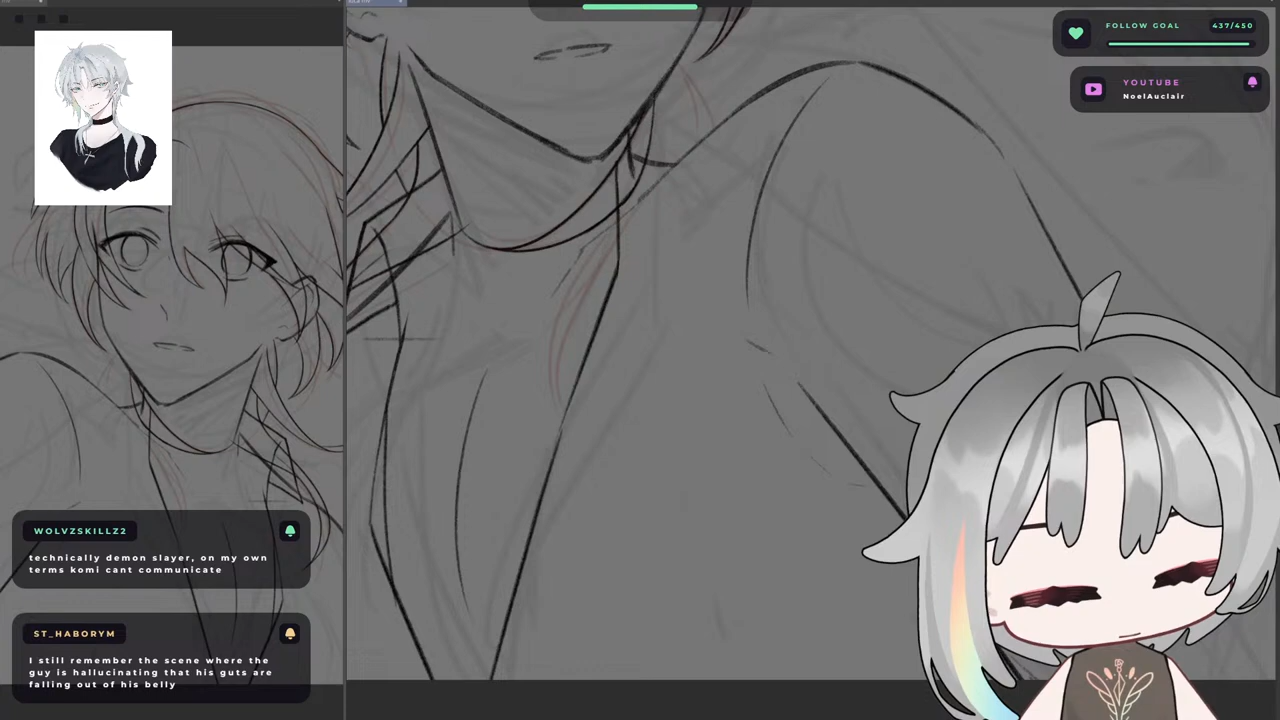 FOLLOW GOAL
437/450
YOUTUBE
NoelAuclair
WOLVZSKILLZ2
technically demon slayer, on my own
terms komi cant communicate
ST_HABORYM
I still remember the scene where the
guy is hallucinating that his guts are
falling out of his belly